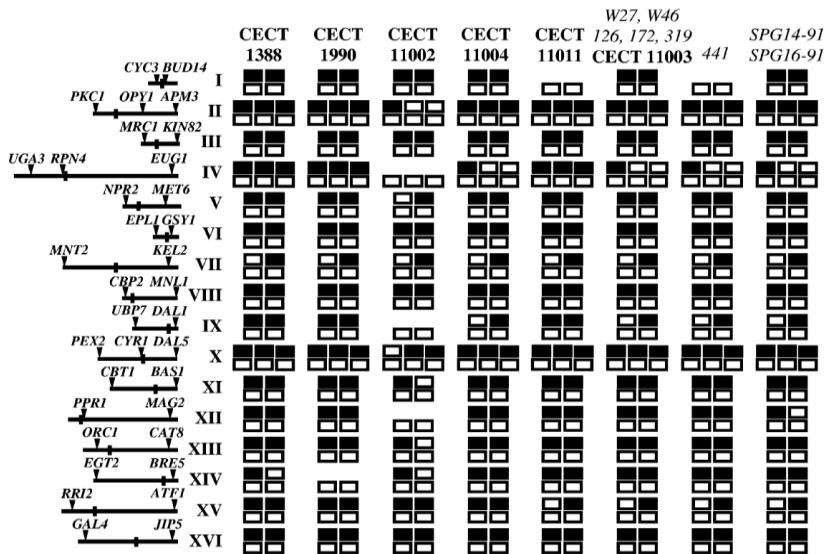 W27, W46
CECT CECT CECT CECT CECT 126, 172, 319 SPG14-91
1388 1990 11002 11004 11011 CECT 11003 441 SPG16-91
CYC3 BUD14 I
PKC1 OPY1 APM3 II
MRC1 KIN82 III
UGA3 RPN4 EUG1 IV
NPR2 MET6 V
EPL1 GSY1 VI
MNT2 KEL2 VII
CBP2 MNL1 VIII
UBP7 DAL1 IX
PEX2 CYR1 DAL5 X
CBT1 BAS1 XI
PPR1 MAG2 XII
ORC1 CAT8 XIII
EGT2 BRE5 XIV
RRI2 ATF1 XV
GAL4 JIP5 XVI